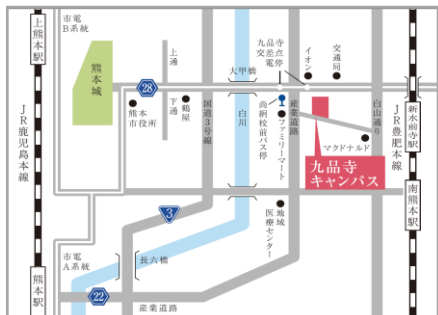 上熊本駅
市電
B系統
熊本城
上通
下通
28
熊本
市役所
鶴屋
国道3号線
大甲橋
白川
九品寺
交差点
電停
イオン
交通局
尚絅校前バス停
ファミリーマート
産業道路
白山通り
マクドナルド
九品寺
キャンパス
JR豊肥本線
新水前寺駅
南熊本駅
JR鹿児島本線
3
地域
医療センター
市電
A系統
長六橋
熊本駅
22
産業道路